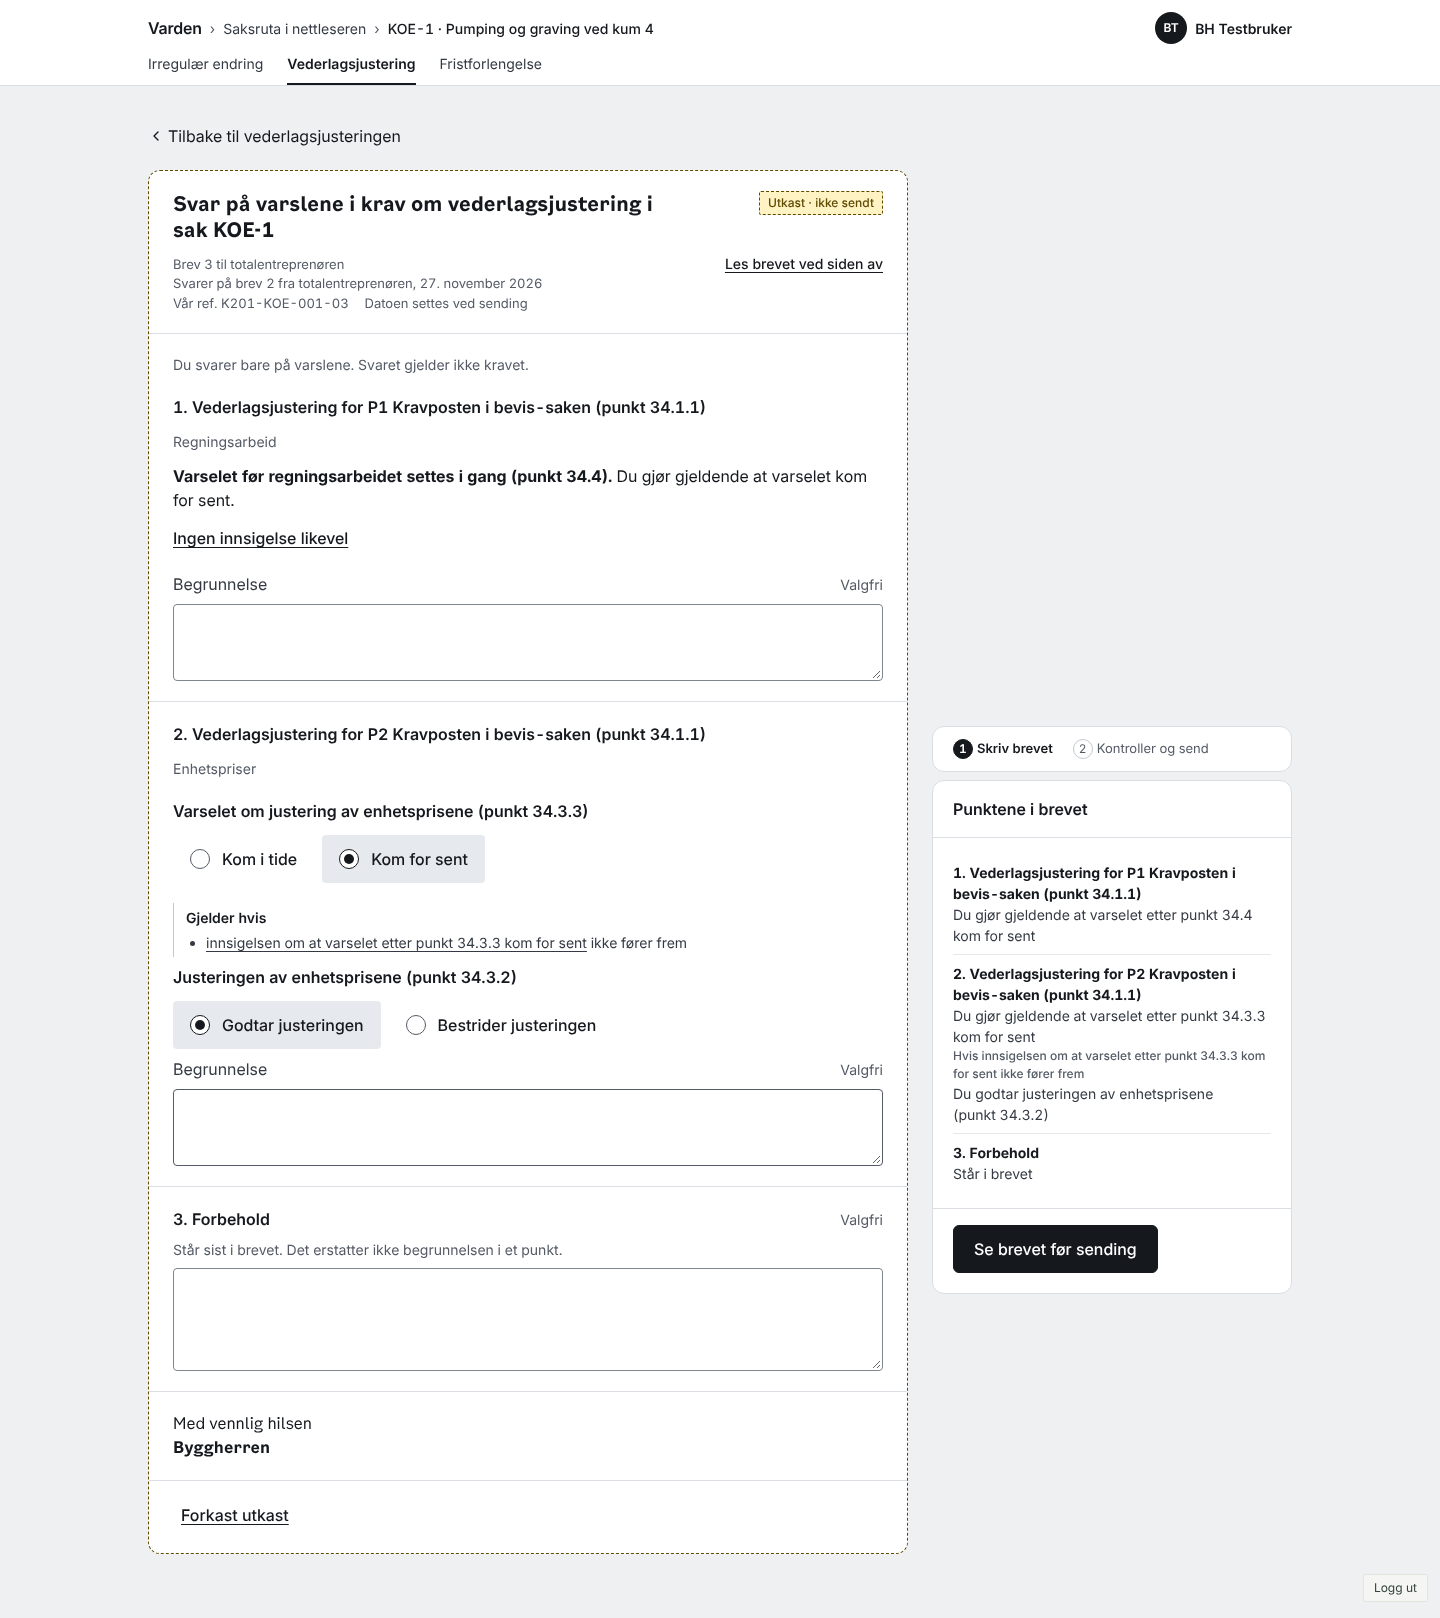 Varden › Saksruta i nettleseren › KOE-1 · Pumping og graving ved kum 4
BT BH Testbruker
Irregulær endring Vederlagsjustering Fristforlengelse
Tilbake til vederlagsjusteringen
Svar på varslene i krav om vederlagsjustering i
sak KOE-1
Utkast · ikke sendt
Brev 3 til totalentreprenøren
Les brevet ved siden av
Svarer på brev 2 fra totalentreprenøren, 27. november 2026
Vår ref. K201-KOE-001-03 Datoen settes ved sending
Du svarer bare på varslene. Svaret gjelder ikke kravet.
1. Vederlagsjustering for P1 Kravposten i bevis-saken (punkt 34.1.1)
Regningsarbeid
Varselet før regningsarbeidet settes i gang (punkt 34.4). Du gjør gjeldende at varselet kom
for sent.
Ingen innsigelse likevel
Begrunnelse Valgfri
2. Vederlagsjustering for P2 Kravposten i bevis-saken (punkt 34.1.1)
Enhetspriser
Varselet om justering av enhetsprisene (punkt 34.3.3)
Kom i tide Kom for sent
Gjelder hvis
• innsigelsen om at varselet etter punkt 34.3.3 kom for sent ikke fører frem
Justeringen av enhetsprisene (punkt 34.3.2)
Godtar justeringen Bestrider justeringen
Begrunnelse Valgfri
3. Forbehold Valgfri
Står sist i brevet. Det erstatter ikke begrunnelsen i et punkt.
Med vennlig hilsen
Byggherren
Forkast utkast
1 Skriv brevet 2 Kontroller og send
Punktene i brevet
1. Vederlagsjustering for P1 Kravposten i
bevis-saken (punkt 34.1.1)
Du gjør gjeldende at varselet etter punkt 34.4
kom for sent
2. Vederlagsjustering for P2 Kravposten i
bevis-saken (punkt 34.1.1)
Du gjør gjeldende at varselet etter punkt 34.3.3
kom for sent
Hvis innsigelsen om at varselet etter punkt 34.3.3 kom
for sent ikke fører frem
Du godtar justeringen av enhetsprisene
(punkt 34.3.2)
3. Forbehold
Står i brevet
Se brevet før sending
Logg ut